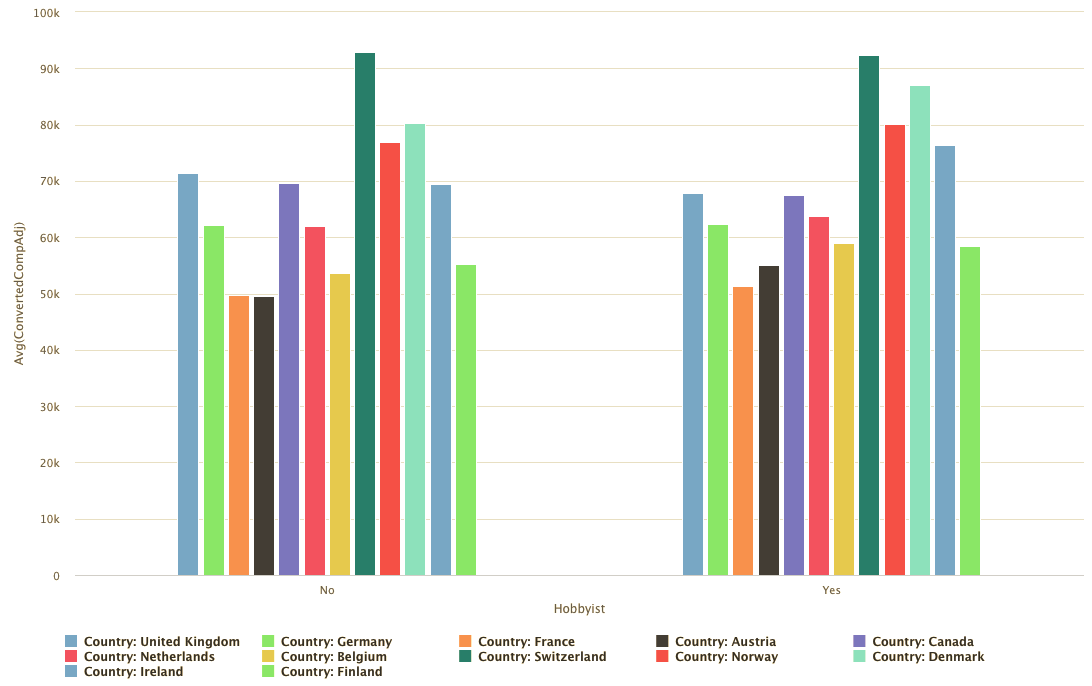 100k
90k
80k
70k
60k
50k
40k
30k
20k
10k
0
Avg(ConvertedCompAdj)
No Yes
Hobbyist
Country: United Kingdom Country: Germany Country: France Country: Austria Country: Canada
Country: Netherlands Country: Belgium Country: Switzerland Country: Norway Country: Denmark
Country: Ireland Country: Finland